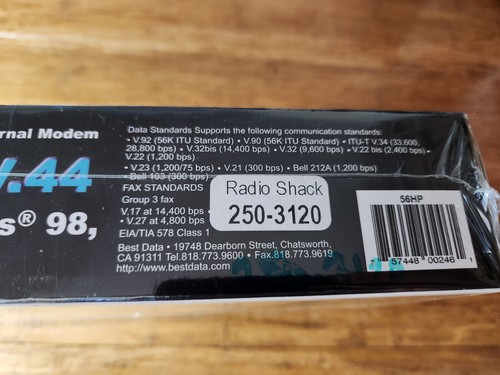 rnal Modem
V.44
s® 98,
Data Standards Supports the following communication standards:
• V.92 (56K ITU Standard) • V.90 (56K ITU Standard) • ITU-T V.34 (33,600,
28,800 bps) • V.32bis (14,400 bps) • V.32 (9,600 bps) • V.22 bis (2,400 bps) •
V.22 (1,200 bps)
• V.23 (1,200/75 bps) • V.21 (300 bps) • Bell 212A (1,200 bps)
• Bell 103 (300 bps)
FAX STANDARDS
Group 3 fax
V.17 at 14,400 bps
• V.27 at 4,800 bps
EIA/TIA 578 Class 1
Best Data • 19748 Dearborn Street, Chatsworth,
CA 91311 Tel.818.773.9600 • Fax.818.773.9619
http://www.bestdata.com
Radio Shack
250-3120
56HP
7 57448 00246 1